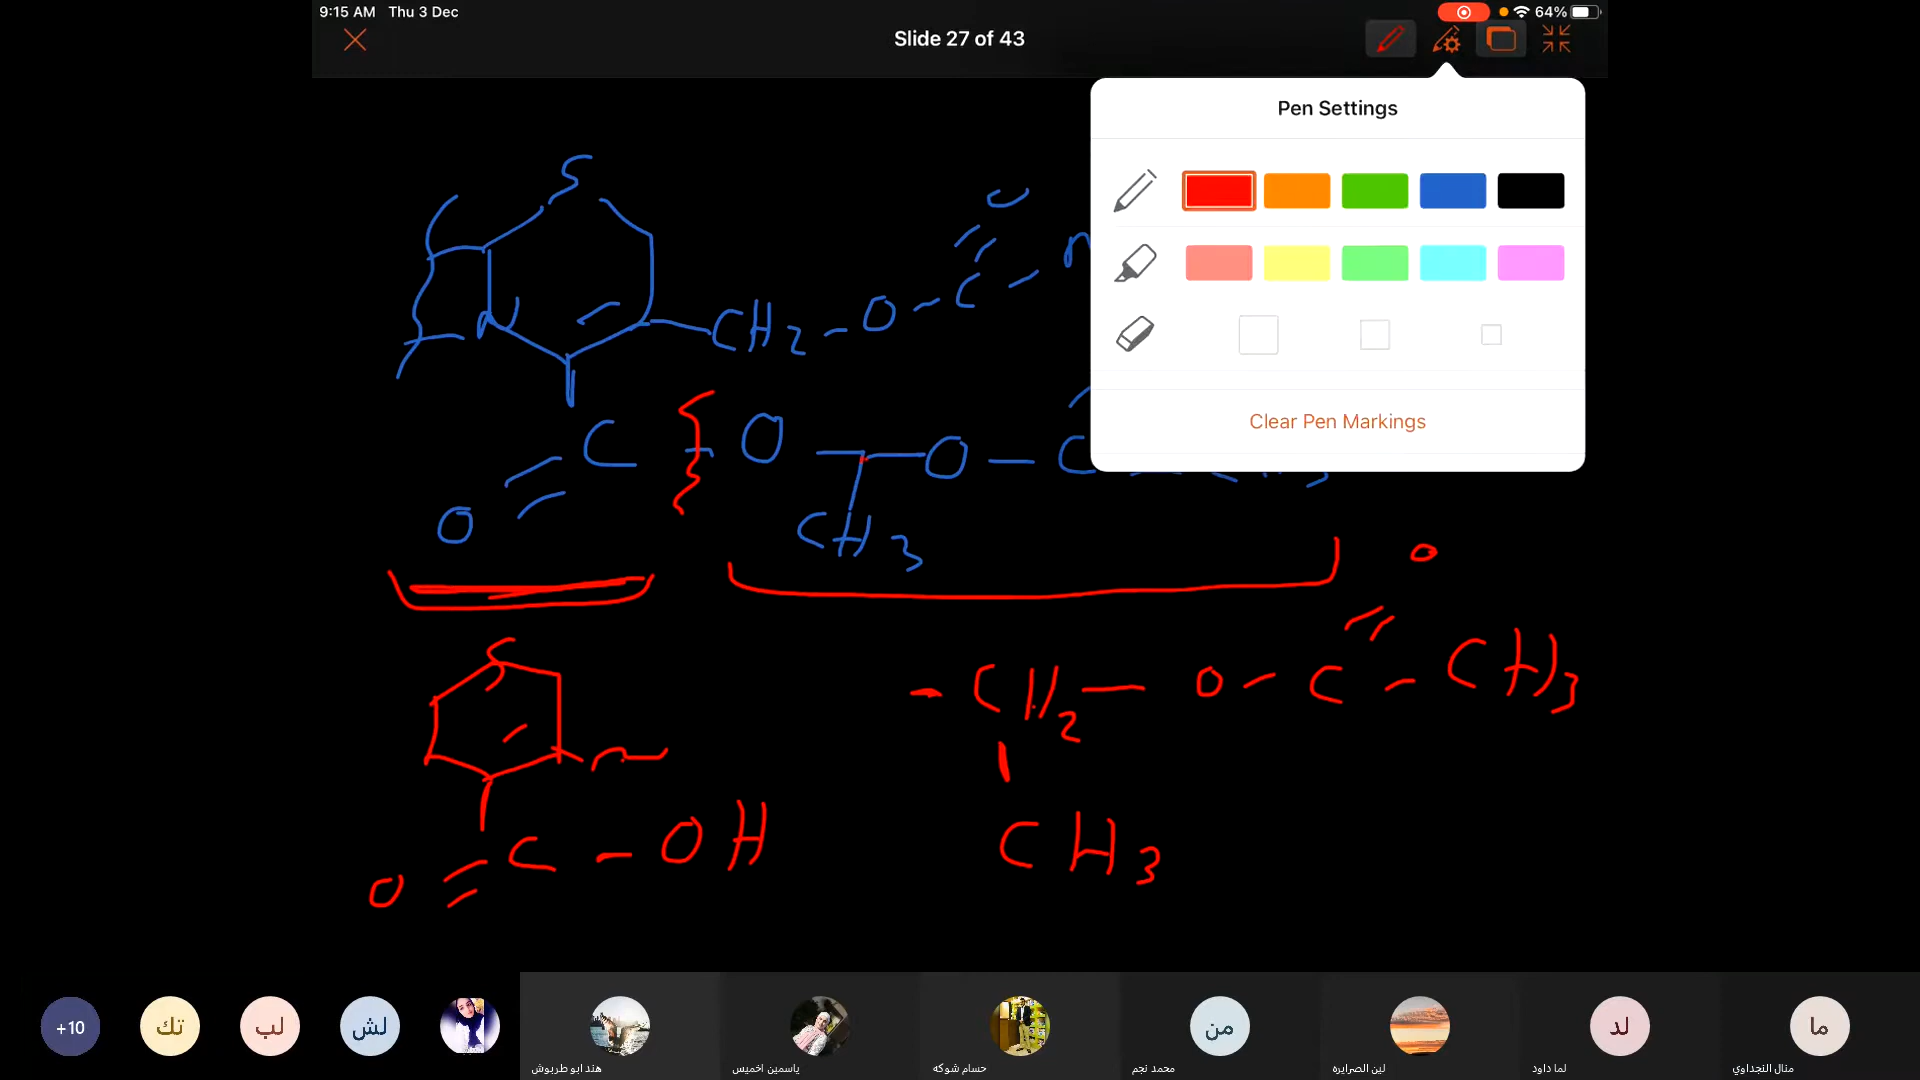 9:15 AM Thu 3 Dec
64%
Slide 27 of 43
Pen Settings
Clear Pen Markings
S
O
N
CH2 - O - C - N
C - O - O - C
O
CH3
3
O
S
- CH2 - O - C - CH3
O = C - OH
CH3
+10
تك
لب
لش
من
لد
ما
هند ابو طربوش
ياسمين اخميس
حسام شوكه
محمد نجم
لين الصرايره
لما داود
منال النجداوي